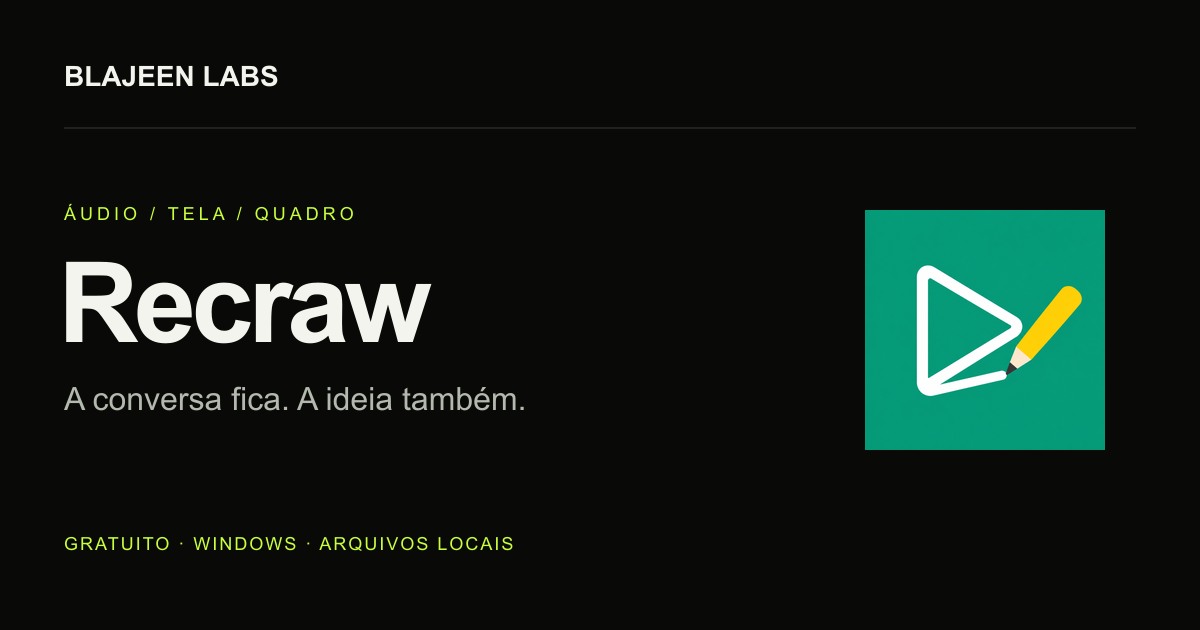 BLAJEEN LABS
ÁUDIO / TELA / QUADRO
Recraw
A conversa fica. A ideia também.
GRATUITO · WINDOWS · ARQUIVOS LOCAIS